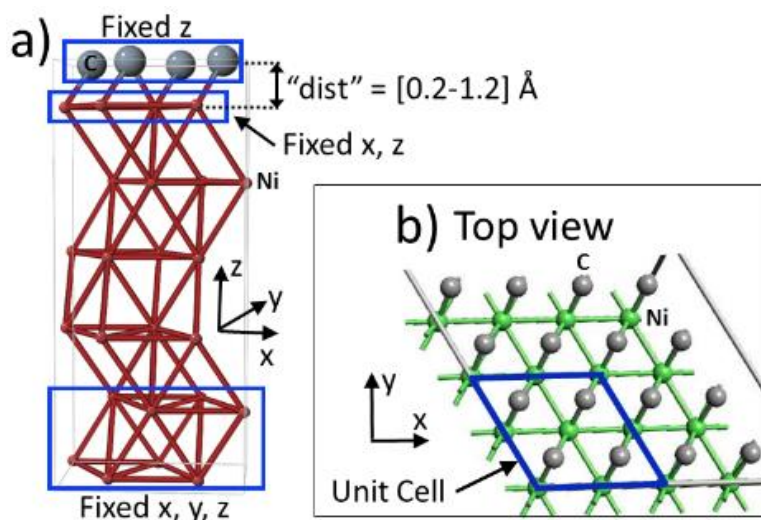 a)
Fixed z
C
"dist" = [0.2-1.2] Å
Fixed x, z
Ni
z
y
x
Fixed x, y, z
b) Top view
C
Ni
y
x
Unit Cell